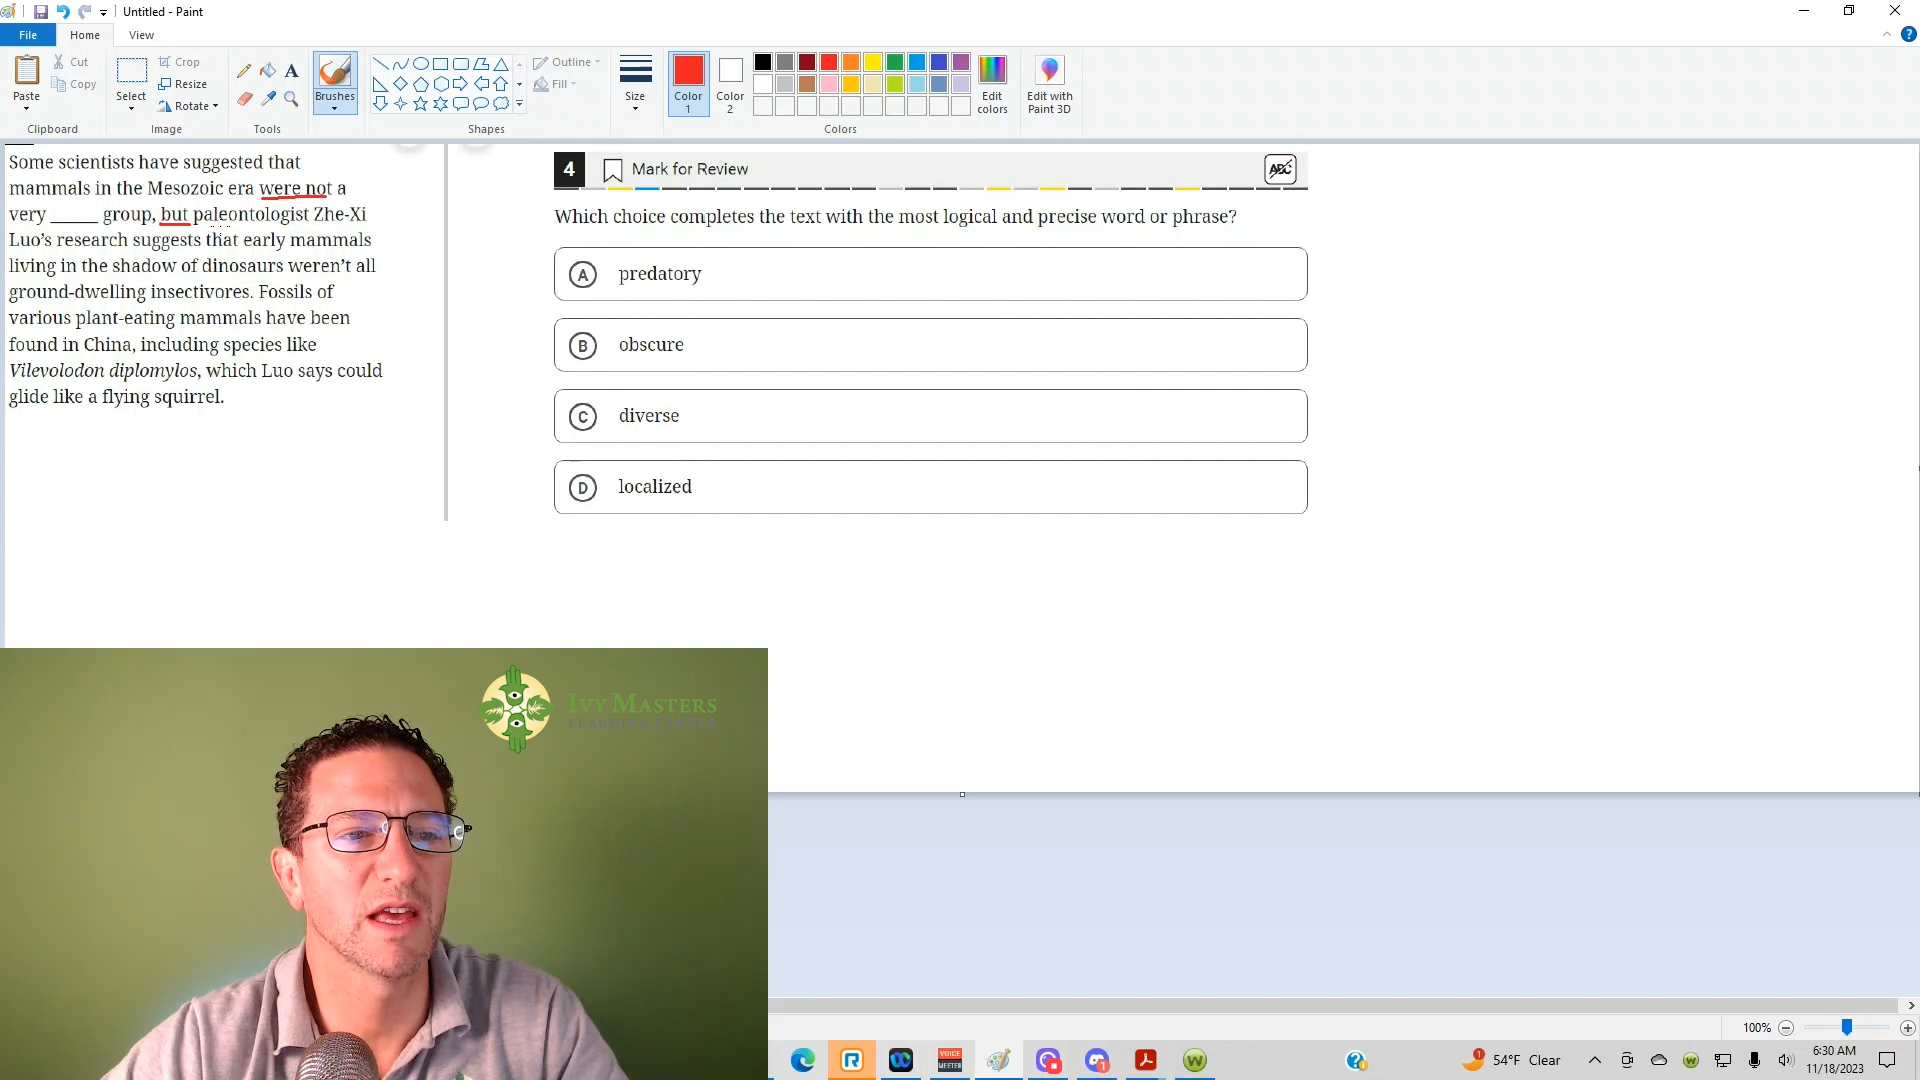 Untitled - Paint
File
Home
View
Paste
Cut
Copy
Clipboard
Select
Crop
Resize
Rotate
Image
A
Tools
Brushes
Outline
Fill
Shapes
Size
Color 1
Color 2
Edit colors
Colors
Edit with Paint 3D
Some scientists have suggested that
mammals in the Mesozoic era were not a
very ______ group, but paleontologist Zhe-Xi
Luo’s research suggests that early mammals
living in the shadow of dinosaurs weren’t all
ground-dwelling insectivores. Fossils of
various plant-eating mammals have been
found in China, including species like
Vilevolodon diplomylos, which Luo says could
glide like a flying squirrel.
4
Mark for Review
ABC
Which choice completes the text with the most logical and precise word or phrase?
A predatory
B obscure
C diverse
D localized
IVY MASTERS
LEARNING CENTER
100%
VOICE
MEETER
54°F Clear
6:30 AM
11/18/2023